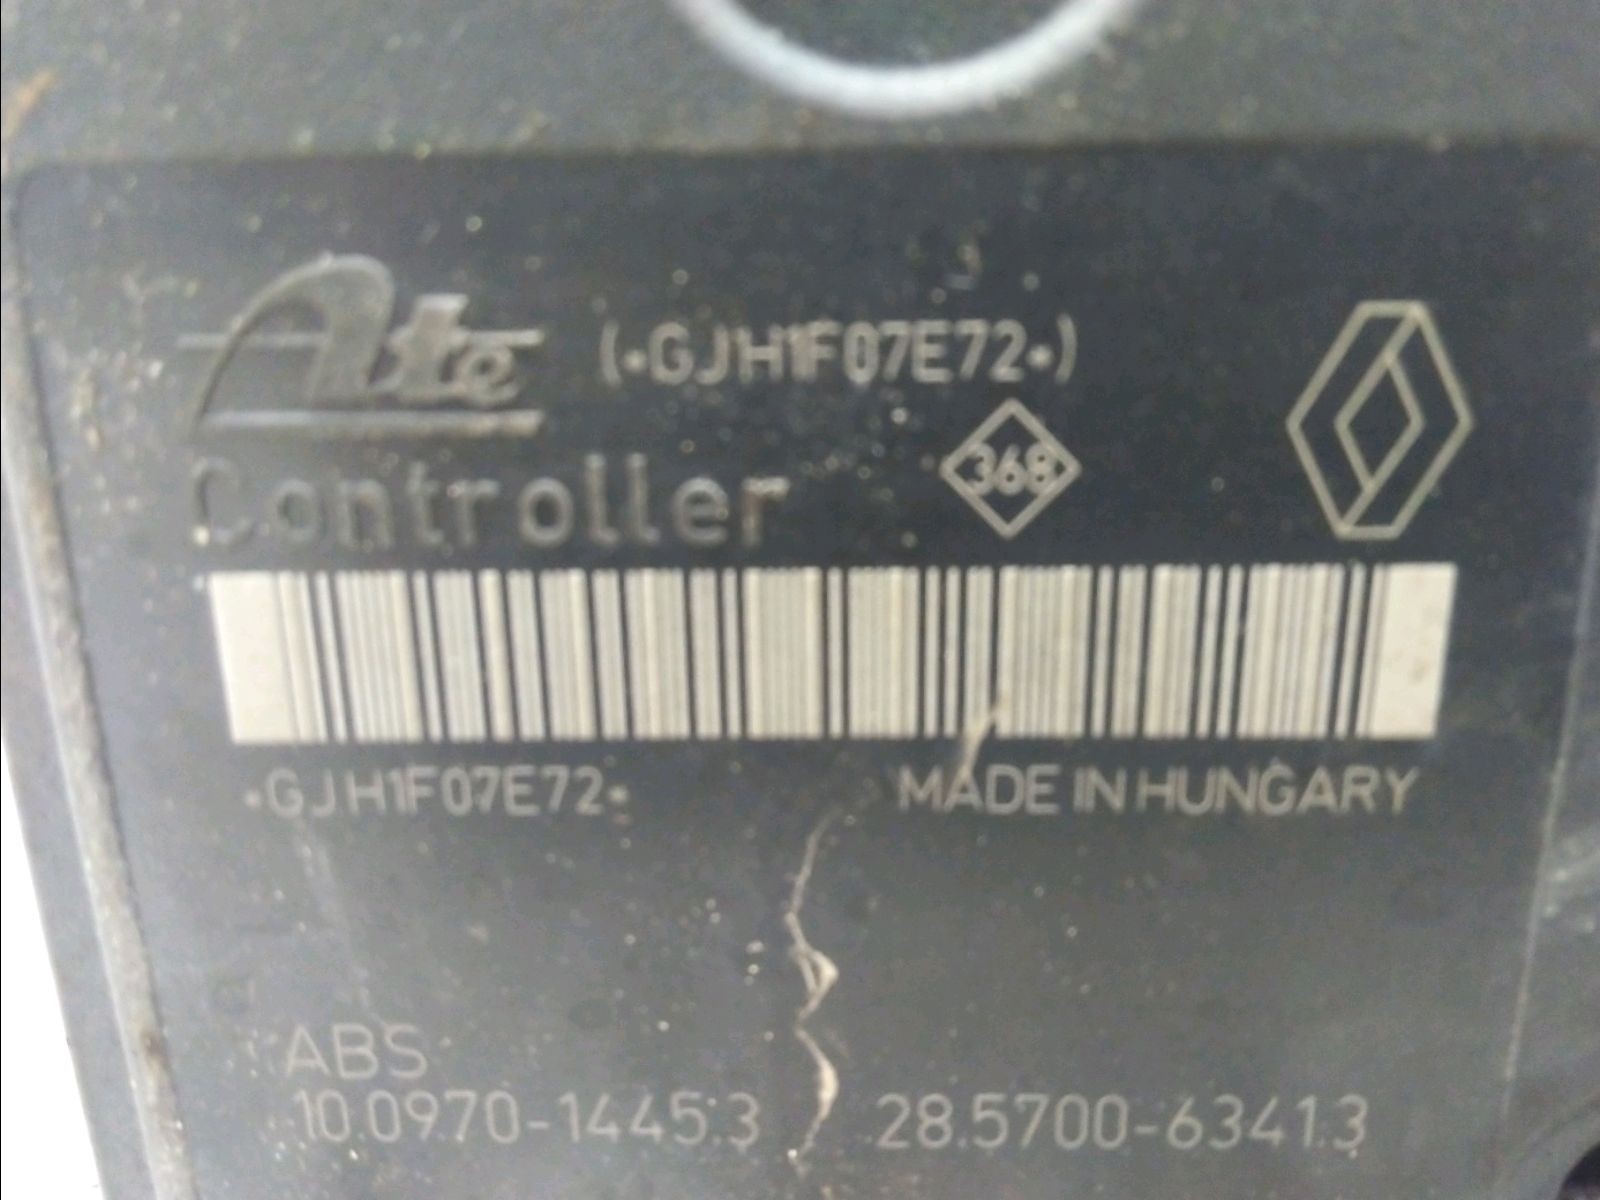 Ate (•GJH1F07E72•)
368
Controller
•GJH1F07E72•
MADE IN HUNGARY
ABS
10.0970-1445.3 28.5700-6341.3